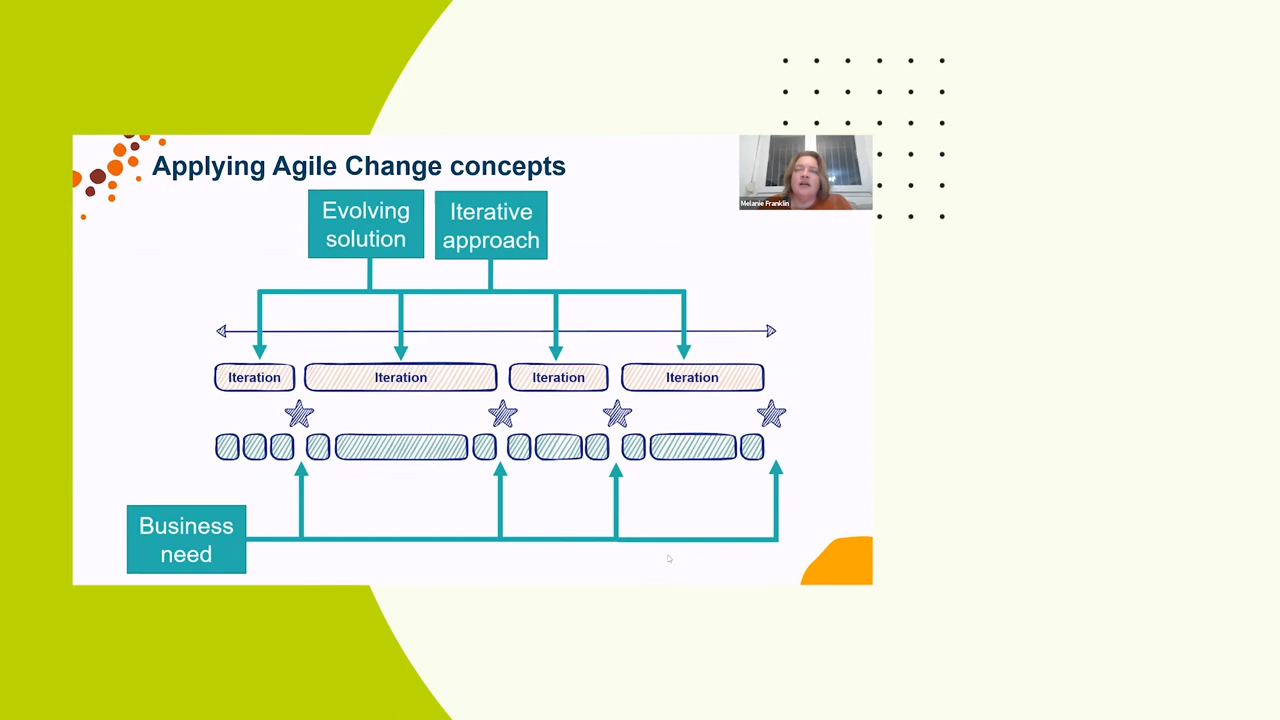 Applying Agile Change concepts
Melanie Franklin
Evolving
solution
Iterative
approach
Iteration
Iteration
Iteration
Iteration
Business
need